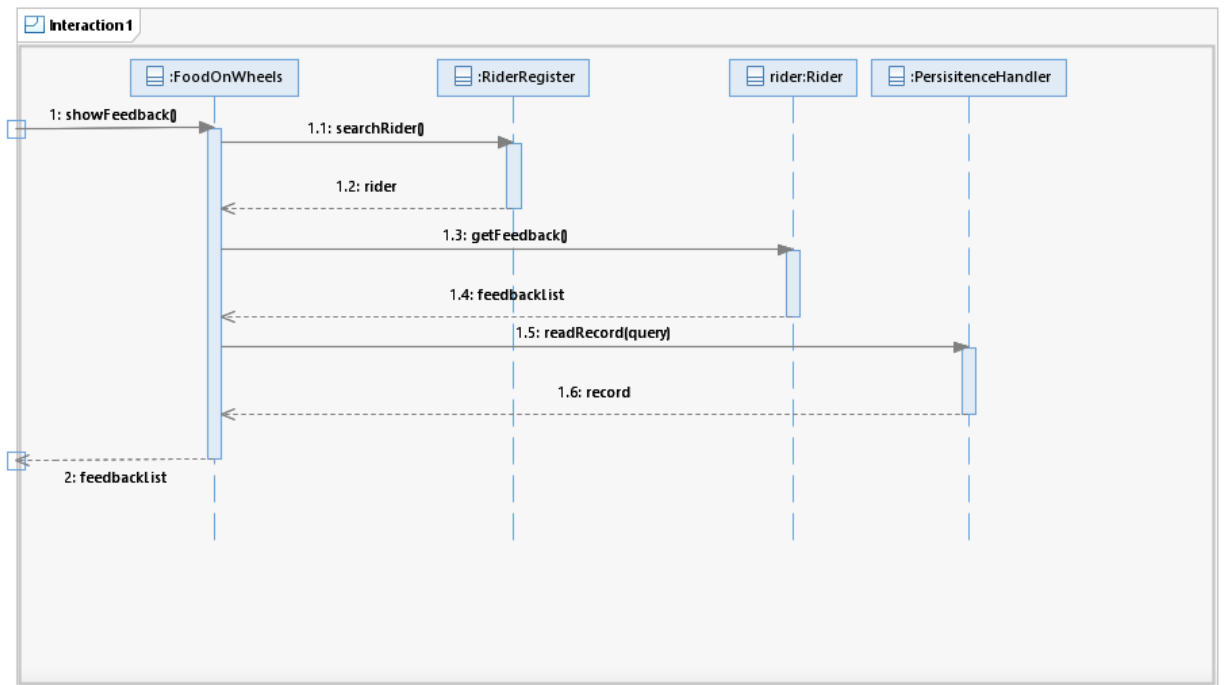 Interaction1
:FoodOnWheels
:RiderRegister
rider:Rider
:PersisitenceHandler
1: showFeedback()
1.1: searchRider()
1.2: rider
1.3: getFeedback()
1.4: feedbackList
1.5: readRecord(query)
1.6: record
2: feedbackList